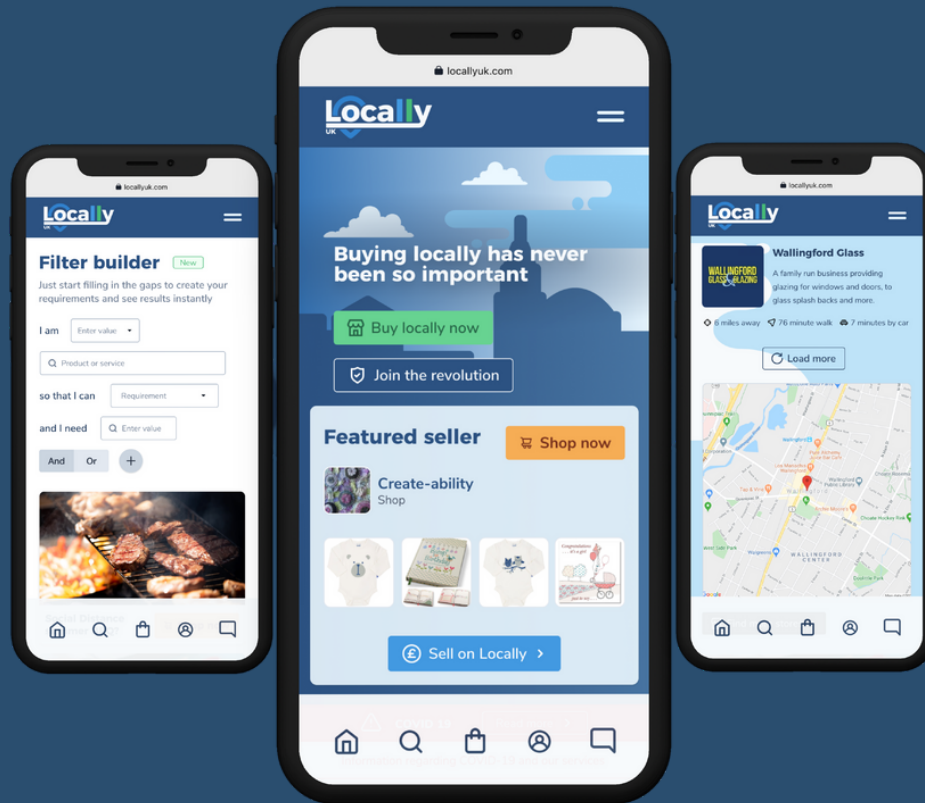 locallyuk.com
Locally
UK
Filter builder
New
Just start filling in the gaps to create your
requirements and see results instantly
I am
Enter value
Product or service
so that I can
Requirement
and I need
Enter value
And
Or
locallyuk.com
Locally
UK
Buying locally has never
been so important
Buy locally now
Join the revolution
Featured seller
Shop now
Create-ability
Shop
Sell on Locally
COVID-19
locallyuk.com
Locally
UK
WALLINGFORD
GLASS & GLAZING
Wallingford Glass
A family run business providing
glazing for windows and doors, to
glass splash backs and more.
6 miles away
76 minute walk
7 minutes by car
Load more
WALLINGFORD
CENTER